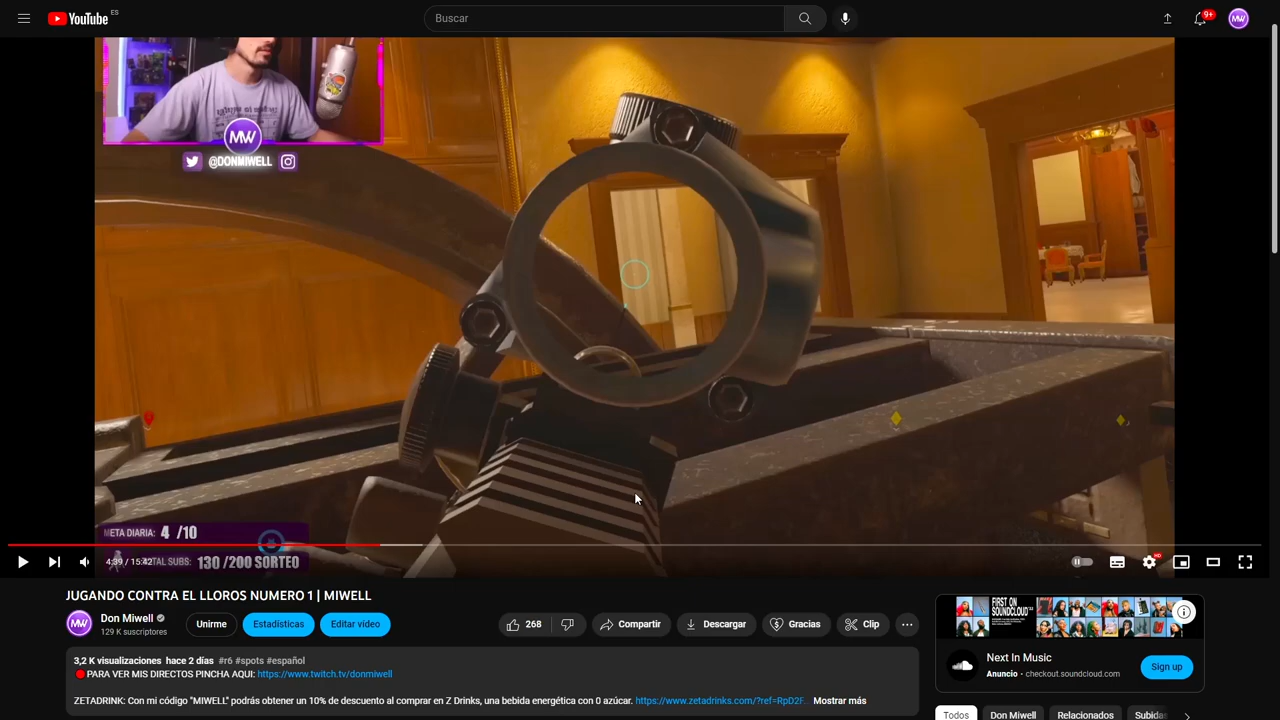 YouTube ES
Buscar
9+
MW
MW
@DONMIWELL
META DIARIA: 4 /10
TOTAL SUBS: 130 /200 SORTEO
4:39 / 15:42
HD
JUGANDO CONTRA EL LLOROS NUMERO 1 | MIWELL
MW
Don Miwell
129 K suscriptores
Unirme
Estadísticas
Editar vídeo
268
Compartir
Descargar
Gracias
Clip
3,2 K visualizaciones hace 2 días #r6 #spots #español
PARA VER MIS DIRECTOS PINCHA AQUI: https://www.twitch.tv/donmiwell
ZETADRINK: Con mi código "MIWELL" podrás obtener un 10% de descuento al comprar en Z Drinks, una bebida energética con 0 azúcar. https://www.zetadrinks.com/?ref=RpD2F... Mostrar más
FIRST ON
SOUNDCLOUD
Next In Music
Anuncio • checkout.soundcloud.com
Sign up
Todos
Don Miwell
Relacionados
Subidas